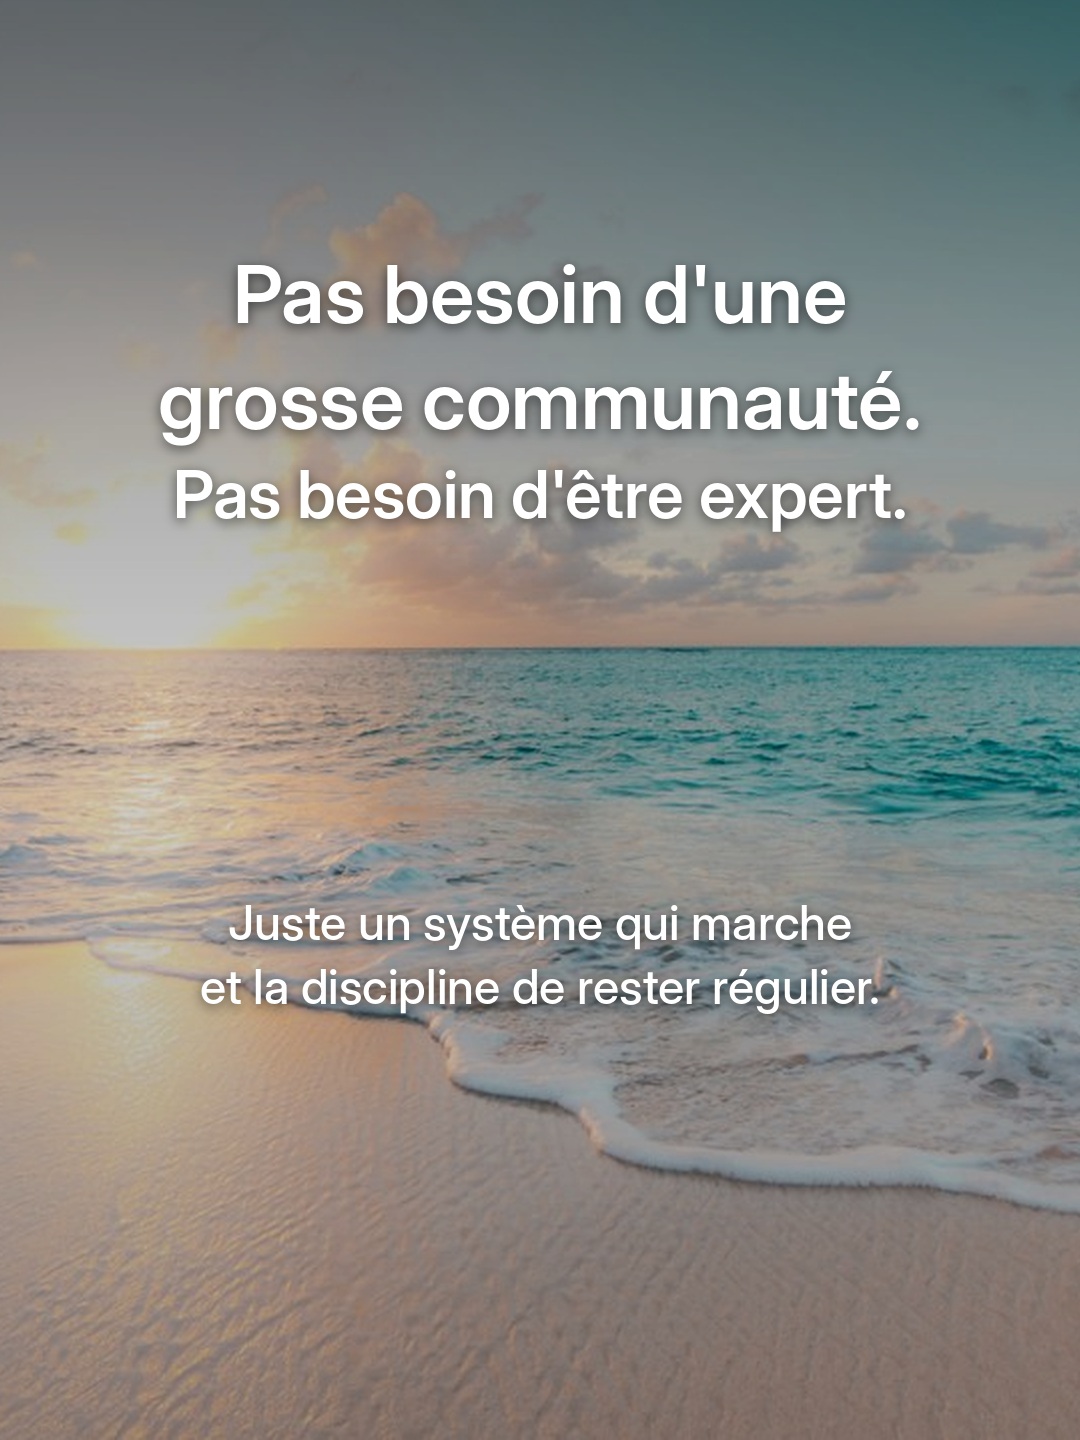 Pas besoin d'une
grosse communauté.
Pas besoin d'être expert.
Juste un système qui marche
et la discipline de rester régulier.